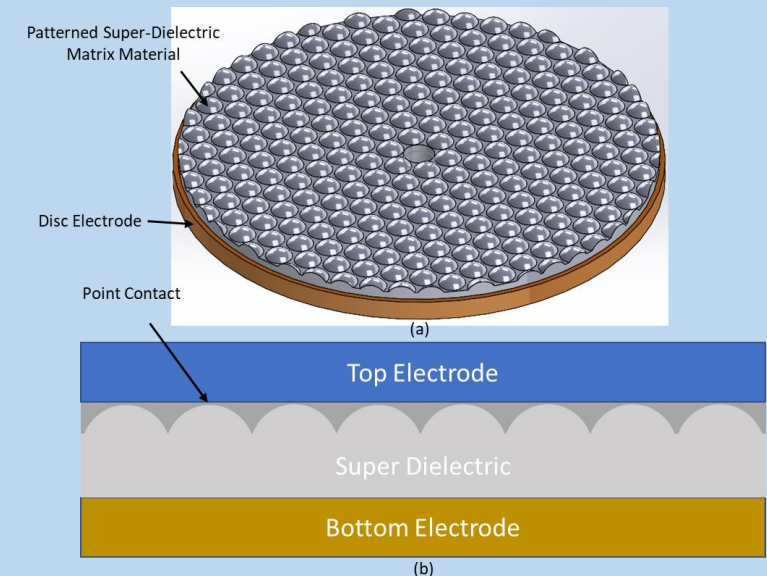 Patterned Super-Dielectric
Matrix Material
Disc Electrode
Point Contact
(a)
Top Electrode
Super Dielectric
Bottom Electrode
(b)